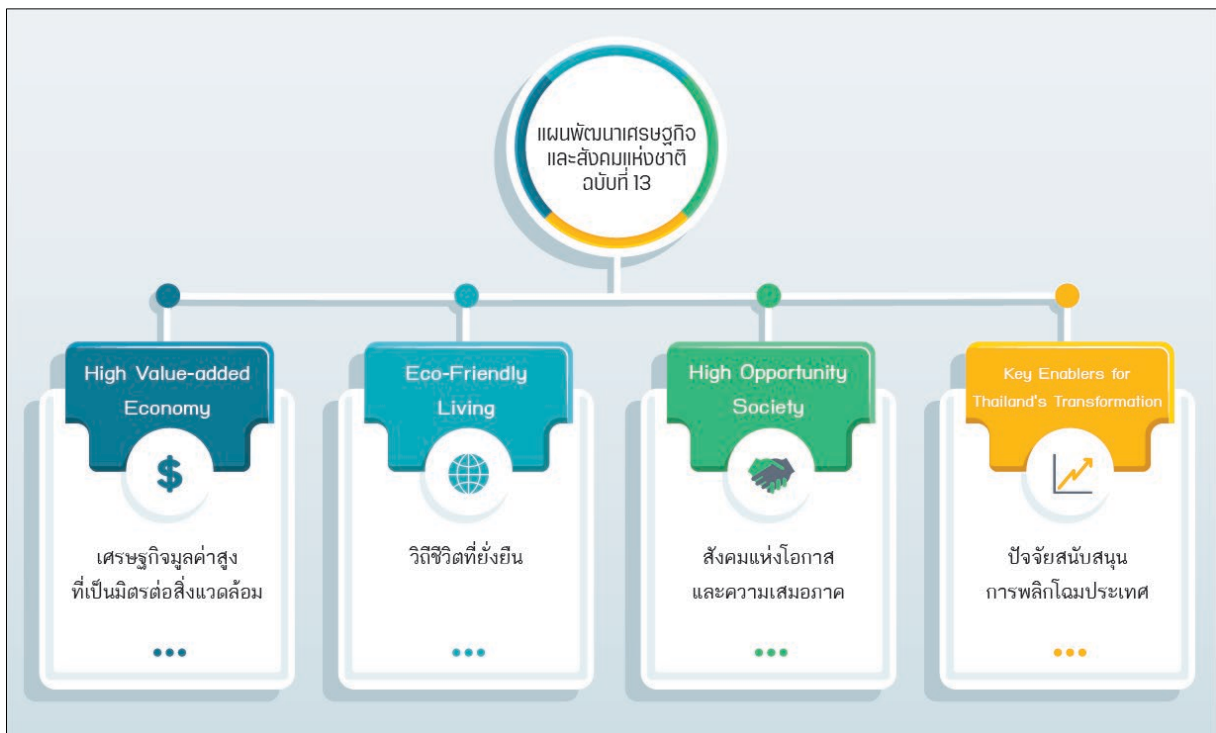 แผนพัฒนาเศรษฐกิจ
และสังคมแห่งชาติ
ฉบับที่ 13
High Value-added
Economy
$
เศรษฐกิจมูลค่าสูง
ที่เป็นมิตรต่อสิ่งแวดล้อม
Eco-Friendly
Living
วิถีชีวิตที่ยั่งยืน
High Opportunity
Society
สังคมแห่งโอกาส
และความเสมอภาค
Key Enablers for
Thailand's Transformation
ปัจจัยสนับสนุน
การพลิกโฉมประเทศ